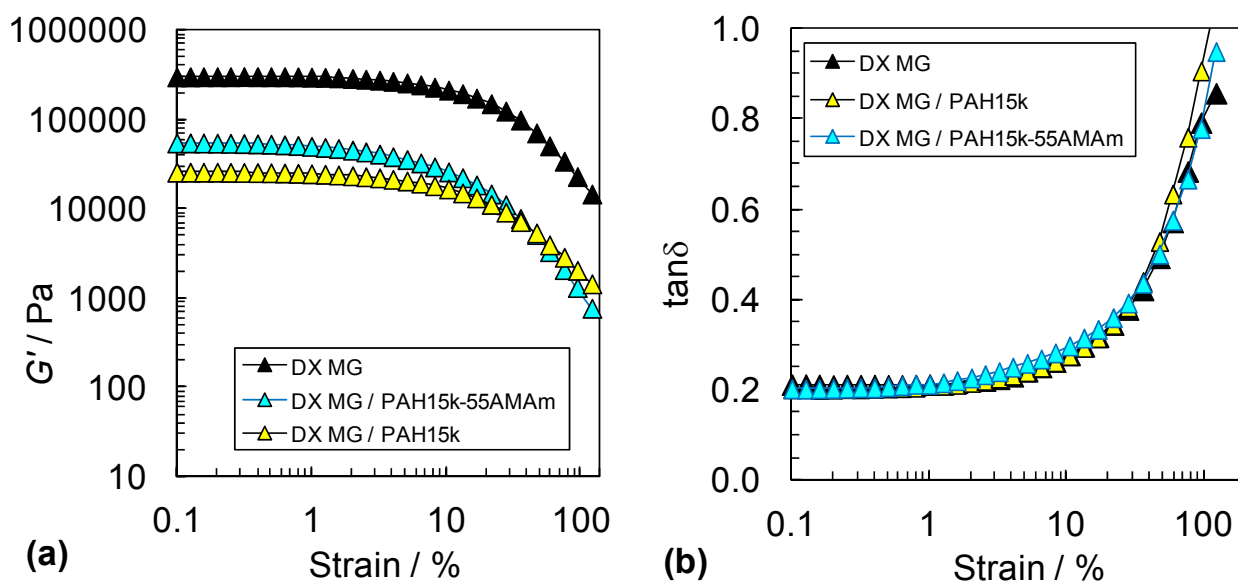 1000000
100000
10000
1000
100
10
G' / Pa
DX MG
DX MG / PAH15k-55AMAm
DX MG / PAH15k
0.1
1
10
100
Strain / %
(a)
1.0
0.8
0.6
0.4
0.2
0.0
tanδ
DX MG
DX MG / PAH15k
DX MG / PAH15k-55AMAm
0.1
1
10
100
Strain / %
(b)